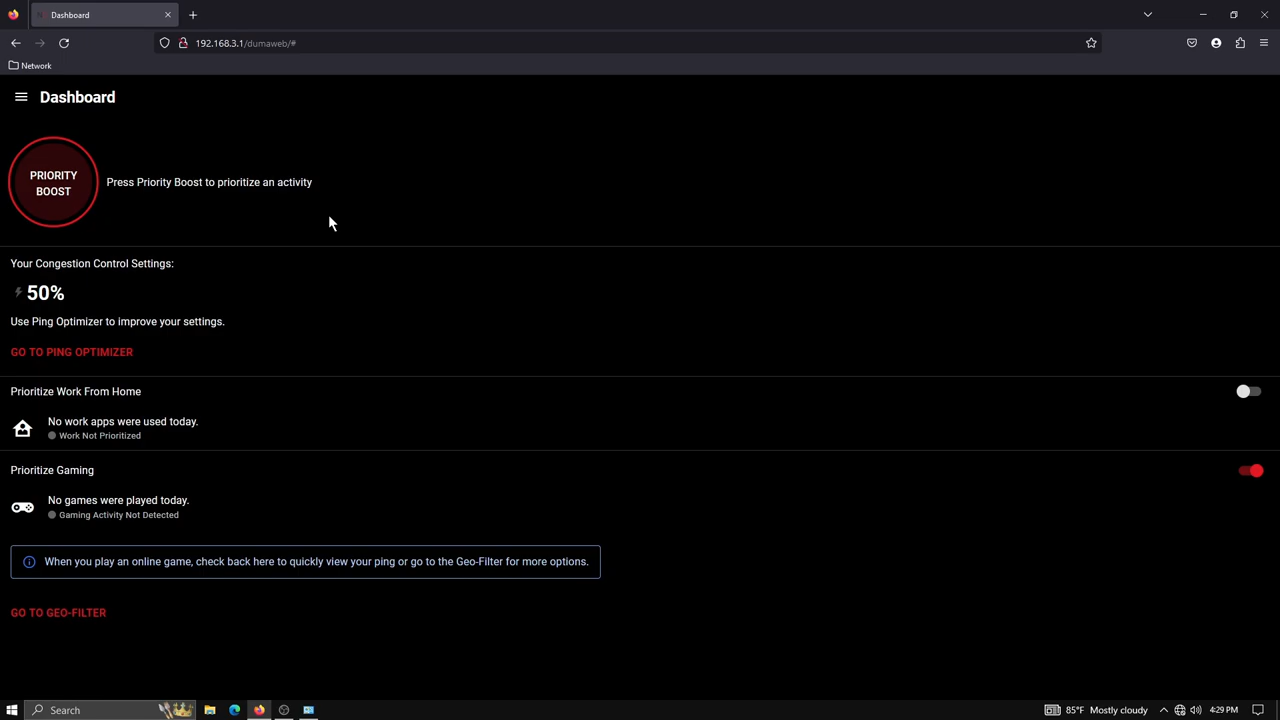 Dashboard
192.168.3.1/dumaweb/#
Network
Dashboard
PRIORITY
BOOST
Press Priority Boost to prioritize an activity
Your Congestion Control Settings:
50%
Use Ping Optimizer to improve your settings.
GO TO PING OPTIMIZER
Prioritize Work From Home
No work apps were used today.
Work Not Prioritized
Prioritize Gaming
No games were played today.
Gaming Activity Not Detected
When you play an online game, check back here to quickly view your ping or go to the Geo-Filter for more options.
GO TO GEO-FILTER
Search
85°F Mostly cloudy
4:29 PM